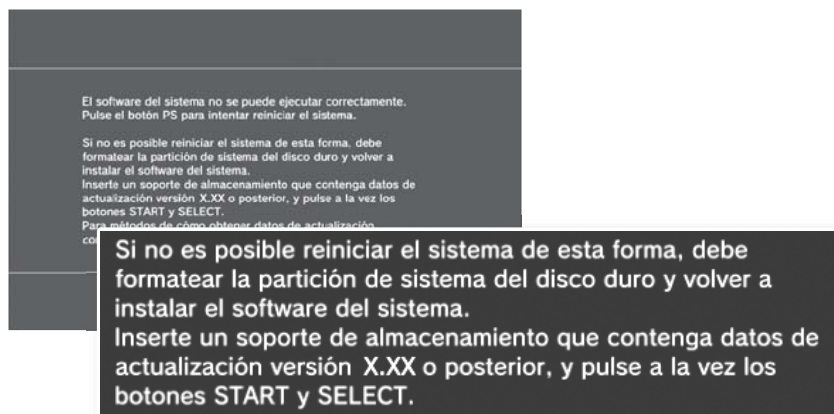 El software del sistema no se puede ejecutar correctamente.
Pulse el botón PS para intentar reiniciar el sistema.
Si no es posible reiniciar el sistema de esta forma, debe
formatear la partición de sistema del disco duro y volver a
instalar el software del sistema.
Inserte un soporte de almacenamiento que contenga datos de
actualización versión X.XX o posterior, y pulse a la vez los
botones START y SELECT.
Para métodos de cómo obtener datos de actualización
Si no es posible reiniciar el sistema de esta forma, debe
formatear la partición de sistema del disco duro y volver a
instalar el software del sistema.
Inserte un soporte de almacenamiento que contenga datos de
actualización versión X.XX o posterior, y pulse a la vez los
botones START y SELECT.